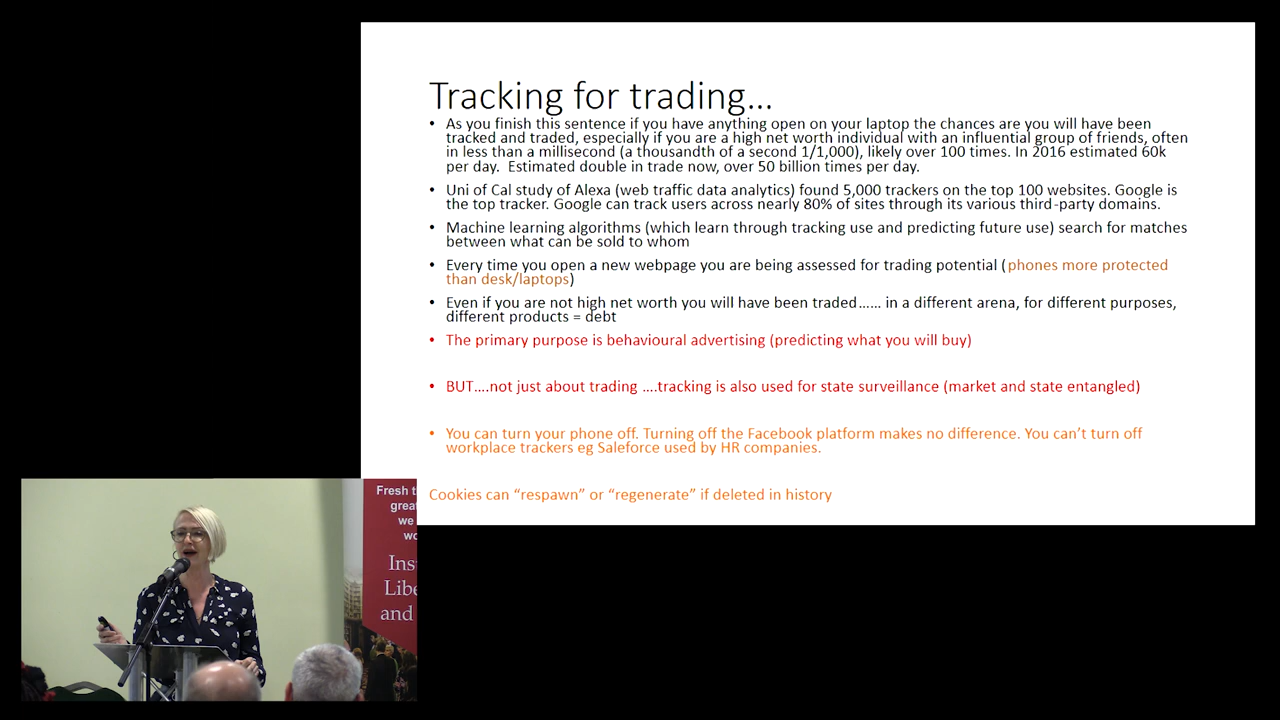 Tracking for trading...
• As you finish this sentence if you have anything open on your laptop the chances are you will have been
tracked and traded, especially if you are a high net worth individual with an influential group of friends, often
in less than a millisecond (a thousandth of a second 1/1,000), likely over 100 times. In 2016 estimated 60k
per day.  Estimated double in trade now, over 50 billion times per day.
• Uni of Cal study of Alexa (web traffic data analytics) found 5,000 trackers on the top 100 websites. Google is
the top tracker. Google can track users across nearly 80% of sites through its various third-party domains.
• Machine learning algorithms (which learn through tracking use and predicting future use) search for matches
between what can be sold to whom
• Every time you open a new webpage you are being assessed for trading potential (phones more protected
than desk/laptops)
• Even if you are not high net worth you will have been traded...... in a different arena, for different purposes,
different products = debt
• The primary purpose is behavioural advertising (predicting what you will buy)
• BUT....not just about trading ....tracking is also used for state surveillance (market and state entangled)
• You can turn your phone off. Turning off the Facebook platform makes no difference. You can't turn off
workplace trackers eg Saleforce used by HR companies.
Cookies can “respawn” or “regenerate” if deleted in history
Fresh
we
and